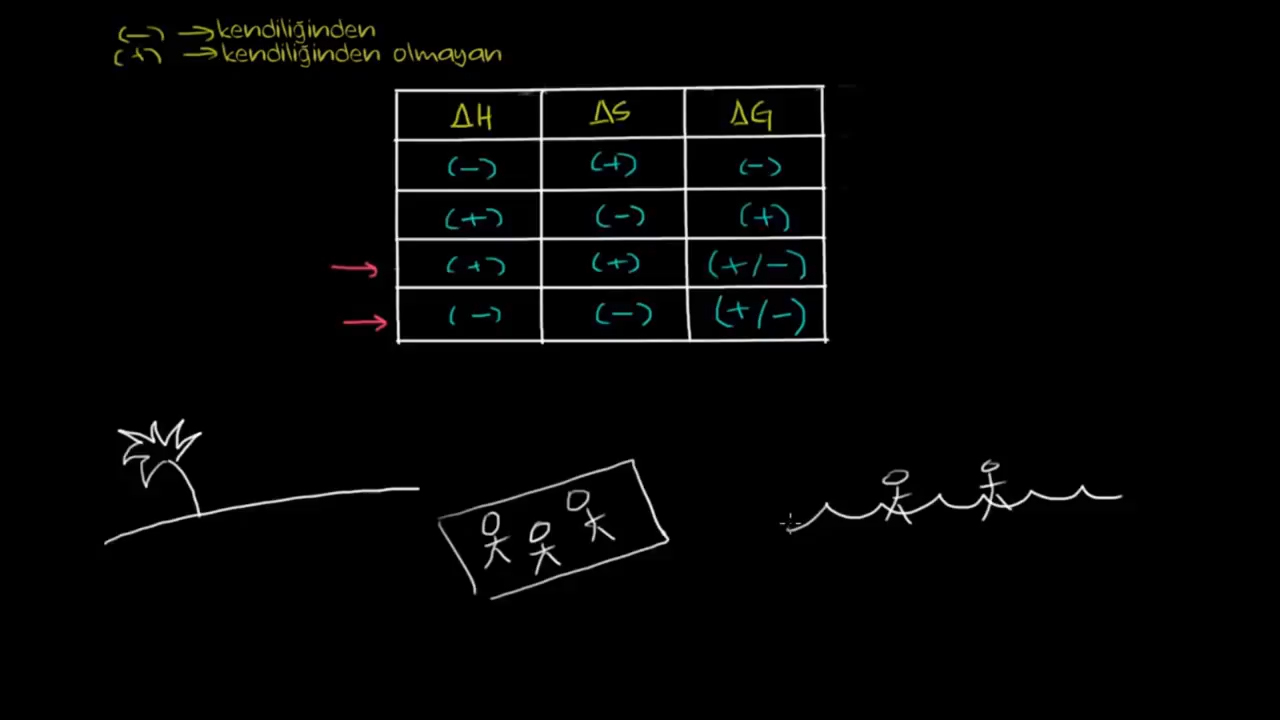 (-) → kendiliğinden
(+) → kendiliğinden olmayan
ΔH ΔS ΔG
(-) (+) (-)
(+) (-) (+)
→ (+) (+) (+/-)
→ (-) (-) (+/-)